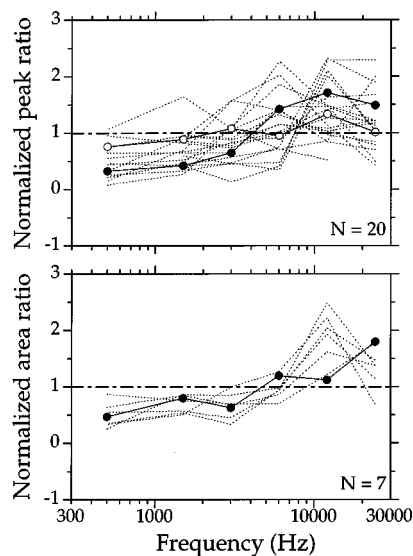 Normalized peak ratio
3
2
1
0
-1
N = 20
Normalized area ratio
3
2
1
0
-1
N = 7
300 1000 10000 30000
Frequency (Hz)